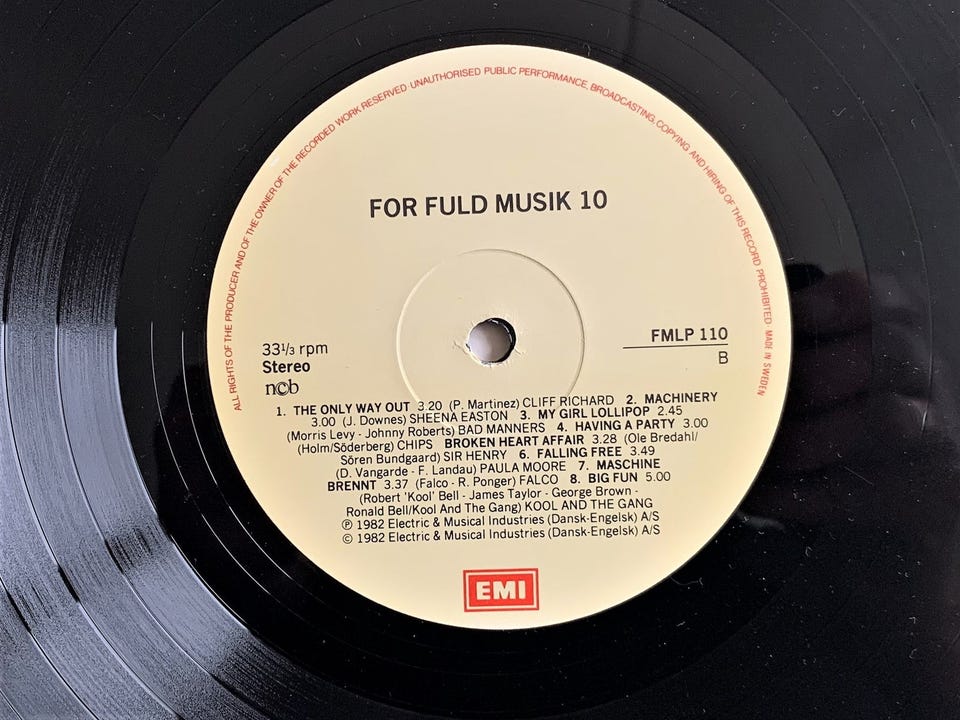 ALL RIGHTS OF THE PRODUCER AND OF THE OWNER OF THE RECORDED WORK RESERVED · UNAUTHORISED PUBLIC PERFORMANCE, BROADCASTING, COPYING AND HIRING OF THIS RECORD PROHIBITED MADE IN SWEDEN
FOR FULD MUSIK 10
33 1/3 rpm
Stereo
ncb
FMLP 110
B
1. THE ONLY WAY OUT 3.20 (P. Martinez) CLIFF RICHARD 2. MACHINERY
3.00 (J. Downes) SHEENA EASTON 3. MY GIRL LOLLIPOP 2.45
(Morris Levy - Johnny Roberts) BAD MANNERS 4. HAVING A PARTY 3.00
(Holm/Söderberg) CHIPS BROKEN HEART AFFAIR 3.28 (Ole Bredahl/
Sören Bundgaard) SIR HENRY 6. FALLING FREE 3.49
(D. Vangarde - F. Landau) PAULA MOORE 7. MASCHINE
BRENNT 3.37 (Falco - R. Ponger) FALCO 8. BIG FUN 5.00
(Robert 'Kool' Bell - James Taylor - George Brown -
Ronald Bell/Kool And The Gang) KOOL AND THE GANG
℗ 1982 Electric & Musical Industries (Dansk-Engelsk) A/S
© 1982 Electric & Musical Industries (Dansk-Engelsk) A/S
EMI